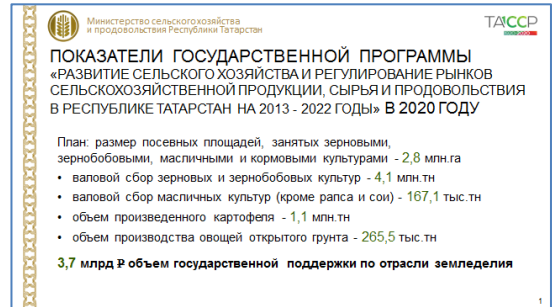 Министерство сельского хозяйства
и продовольствия Республики Татарстан
ТАССР
ПОКАЗАТЕЛИ ГОСУДАРСТВЕННОЙ ПРОГРАММЫ
«РАЗВИТИЕ СЕЛЬСКОГО ХОЗЯЙСТВА И РЕГУЛИРОВАНИЕ РЫНКОВ
СЕЛЬСКОХОЗЯЙСТВЕННОЙ ПРОДУКЦИИ, СЫРЬЯ И ПРОДОВОЛЬСТВИЯ
В РЕСПУБЛИКЕ ТАТАРСТАН НА 2013 - 2022 ГОДЫ» В 2020 ГОДУ
План: размер посевных площадей, занятых зерновыми,
зернобобовыми, масличными и кормовыми культурами - 2,8 млн.га
• валовой сбор зерновых и зернобобовых культур - 4,1 млн.тн
• валовой сбор масличных культур (кроме рапса и сои) - 167,1 тыс.тн
• объем произведенного картофеля - 1,1 млн.тн
• объем производства овощей открытого грунта - 265,5 тыс.тн
3,7 млрд ₽ объем государственной поддержки по отрасли земледелия
1